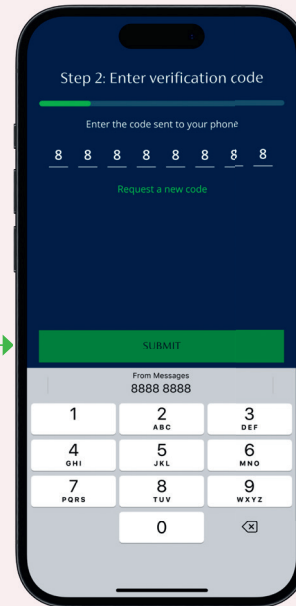 Step 2: Enter verification code
Enter the code sent to your phone
8 8 8 8 8 8 8 8
Request a new code
SUBMIT
From Messages
8888 8888
1 2 3
ABC DEF
4 5 6
GHI JKL MNO
7 8 9
PQRS TUV WXYZ
0